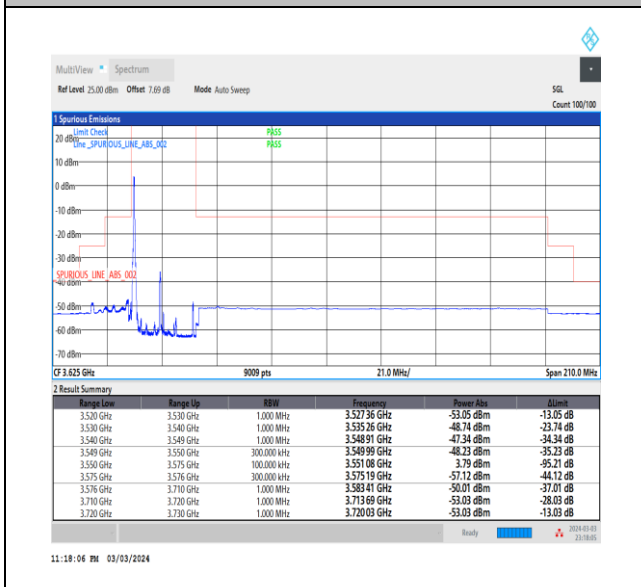 MultiView Spectrum
Ref Level 25.00 dBm Offset 7.69 dB Mode Auto Sweep SGL
Count 100/100
1 Spurious Emissions
Limit Check PASS
20 dBm
Line _SPURIOUS_LINE_ABS_002 PASS
10 dBm
0 dBm
-10 dBm
-20 dBm
-30 dBm
_SPURIOUS_LINE_ABS_002
-40 dBm
-50 dBm
-60 dBm
-70 dBm
CF 3.625 GHz 9009 pts 21.0 MHz/ Span 210.0 MHz
2 Result Summary
Range Low Range Up RBW Frequency Power Abs ΔLimit
3.520 GHz 3.530 GHz 1.000 MHz 3.52736 GHz -53.05 dBm -13.05 dB
3.530 GHz 3.540 GHz 1.000 MHz 3.53526 GHz -48.74 dBm -23.74 dB
3.540 GHz 3.549 GHz 1.000 MHz 3.54891 GHz -47.34 dBm -34.34 dB
3.549 GHz 3.550 GHz 300.000 kHz 3.54999 GHz -48.23 dBm -35.23 dB
3.550 GHz 3.575 GHz 100.000 kHz 3.55108 GHz 3.79 dBm -95.21 dB
3.575 GHz 3.576 GHz 300.000 kHz 3.57519 GHz -57.12 dBm -44.12 dB
3.576 GHz 3.710 GHz 1.000 MHz 3.58341 GHz -50.01 dBm -37.01 dB
3.710 GHz 3.720 GHz 1.000 MHz 3.71369 GHz -53.03 dBm -28.03 dB
3.720 GHz 3.730 GHz 1.000 MHz 3.72003 GHz -53.03 dBm -13.03 dB
Ready 2024-03-03
23:18:05
11:18:06 PM 03/03/2024